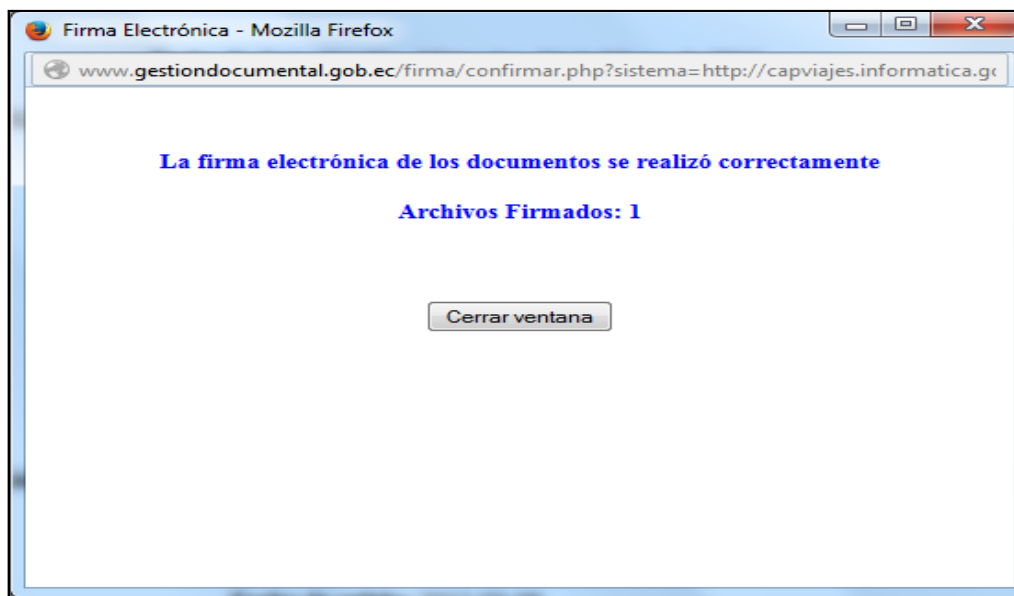 Firma Electrónica - Mozilla Firefox
www.gestiondocumental.gob.ec/firma/confirmar.php?sistema=http://capviajes.informatica.go
La firma electrónica de los documentos se realizó correctamente
Archivos Firmados: 1
Cerrar ventana